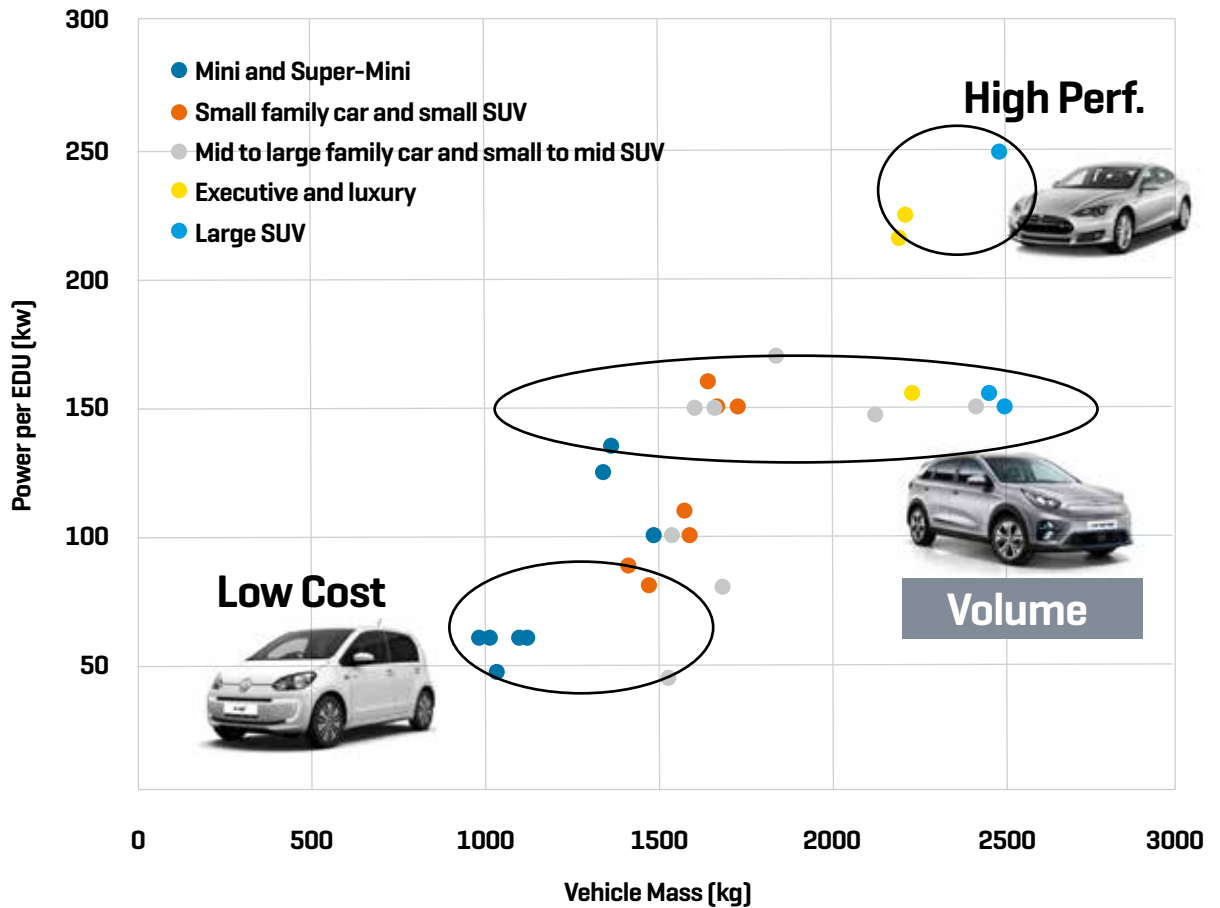 300
250
200
150
100
50
Power per EDU (kw)
Mini and Super-Mini
Small family car and small SUV
Mid to large family car and small to mid SUV
Executive and luxury
Large SUV
High Perf.
Low Cost
Volume
0 500 1000 1500 2000 2500 3000
Vehicle Mass (kg)